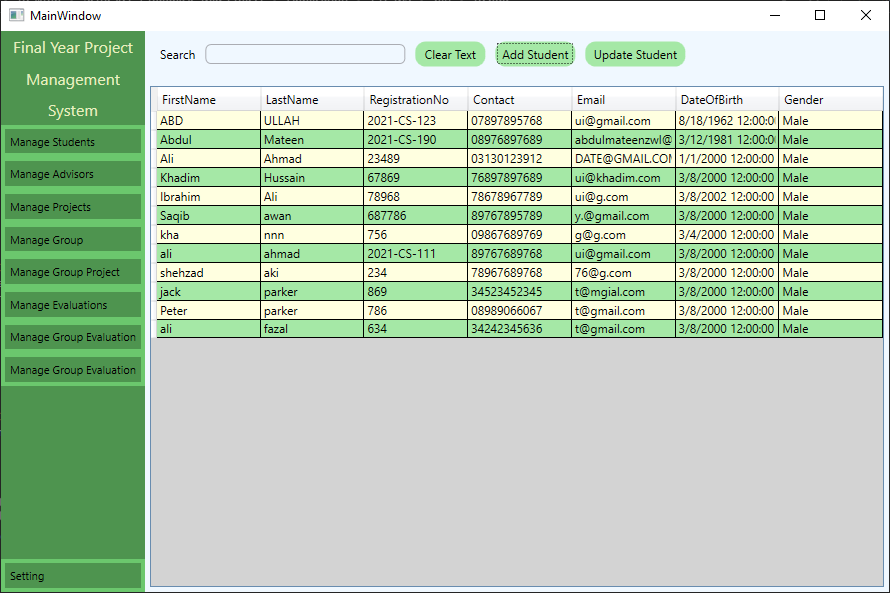 MainWindow
Final Year Project
Management
System
Manage Students
Manage Advisors
Manage Projects
Manage Group
Manage Group Project
Manage Evaluations
Manage Group Evaluation
Manage Group Evaluation
Setting
Search Clear Text Add Student Update Student
FirstName LastName RegistrationNo Contact Email DateOfBirth Gender
ABD ULLAH 2021-CS-123 07897895768 ui@gmail.com 8/18/1962 12:00:00 Male
Abdul Mateen 2021-CS-190 08976897689 abdulmateenzwl@ 3/12/1981 12:00:00 Male
Ali Ahmad 23489 03130123912 DATE@GMAIL.COM 1/1/2000 12:00:00 Male
Khadim Hussain 67869 76897897689 ui@khadim.com 3/8/2000 12:00:00 Male
Ibrahim Ali 78968 78678967789 ui@g.com 3/8/2002 12:00:00 Male
Saqib awan 687786 89767895789 y.@gmail.com 3/8/2000 12:00:00 Male
kha nnn 756 09867689769 g@g.com 3/4/2000 12:00:00 Male
ali ahmad 2021-CS-111 89767689768 ui@gmail.com 3/8/2000 12:00:00 Male
shehzad aki 234 78967689768 76@g.com 3/8/2000 12:00:00 Male
jack parker 869 34523452345 t@mgial.com 3/8/2000 12:00:00 Male
Peter parker 786 08989066067 t@gmail.com 3/8/2000 12:00:00 Male
ali fazal 634 34242345636 t@gmail.com 3/8/2000 12:00:00 Male